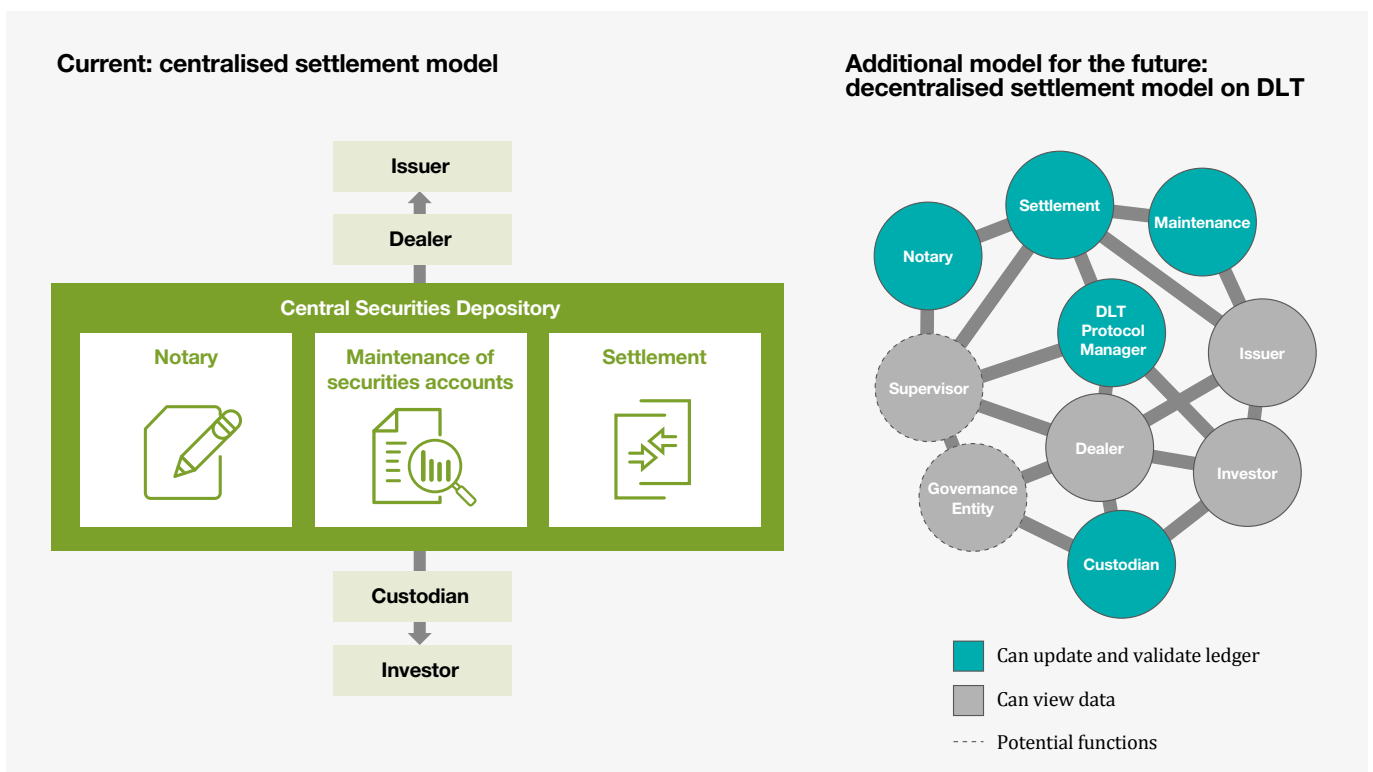 Current: centralised settlement model
Issuer
Dealer
Central Securities Depository
Notary
Maintenance of
securities accounts
Settlement
Custodian
Investor
Additional model for the future:
decentralised settlement model on DLT
Settlement
Maintenance
Notary
DLT
Protocol
Manager
Issuer
Supervisor
Dealer
Investor
Governance
Entity
Custodian
Can update and validate ledger
Can view data
Potential functions